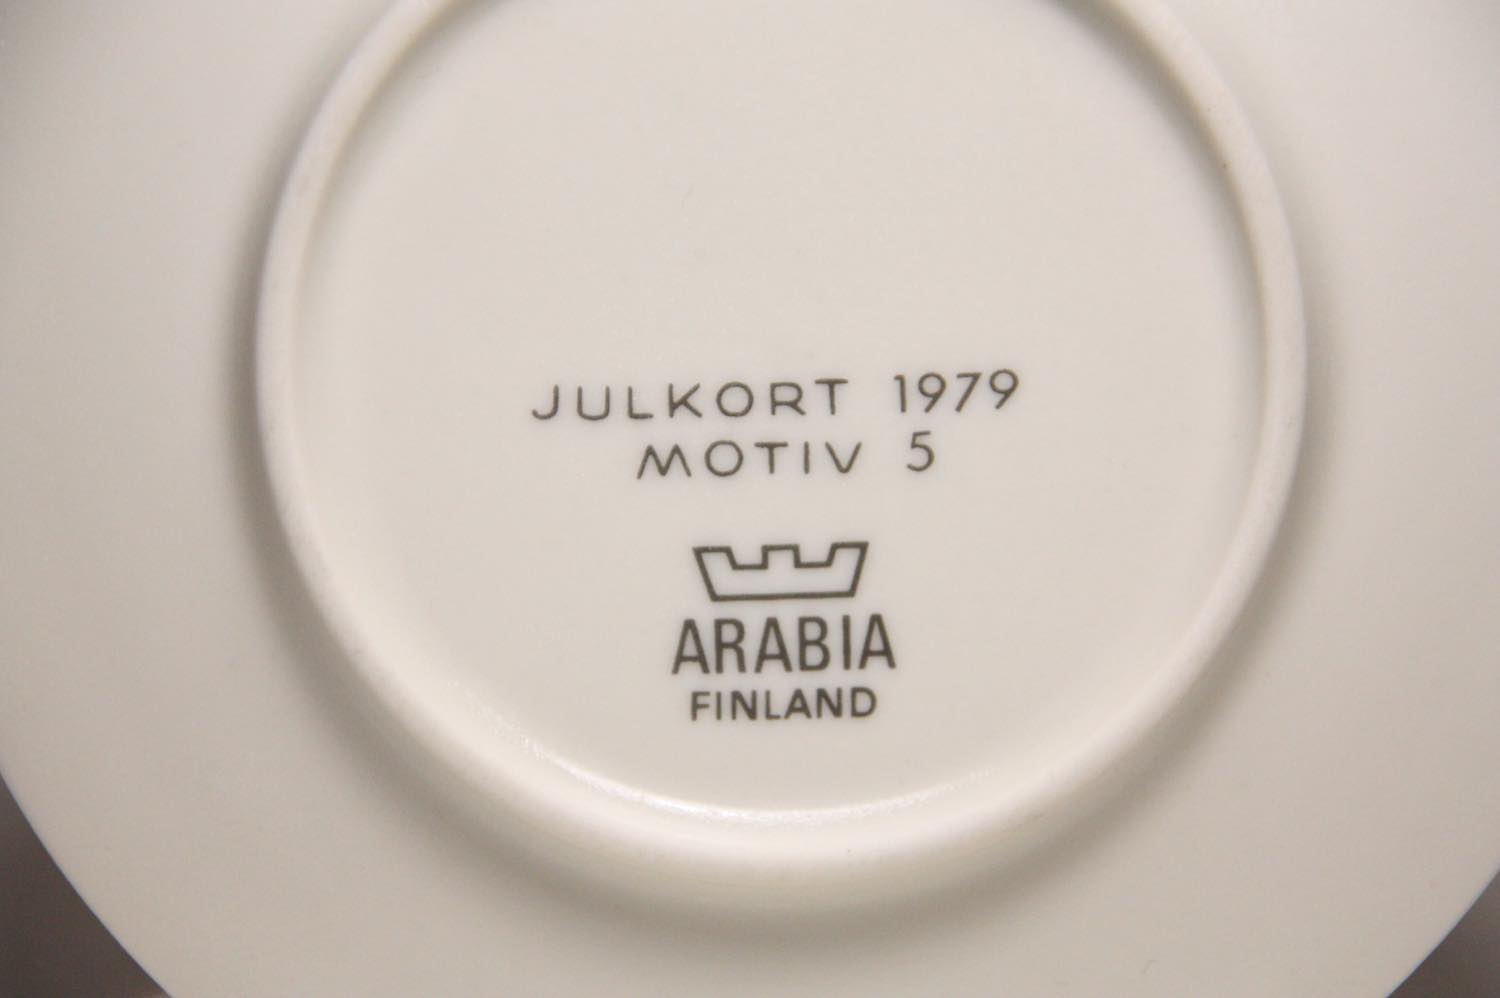 JULKORT 1979
MOTIV 5
ARABIA
FINLAND